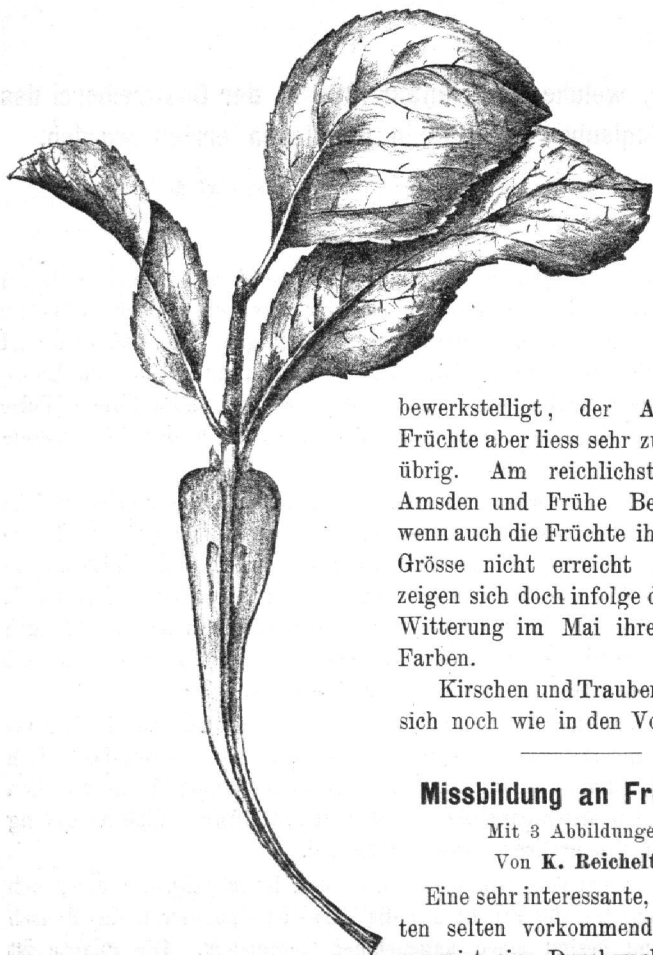 bewerkstelligt, der A
Früchte aber liess sehr zu
übrig. Am reichlichst
Amsden und Frühe Be
wenn auch die Früchte ih
Grösse nicht erreicht
zeigen sich doch infolge d
Witterung im Mai ihre
Farben.
Kirschen und Trauben
sich noch wie in den Vo
Missbildung an Fr
Mit 3 Abbildunge
Von K. Reichelt
Eine sehr interessante,
ten selten vorkommend